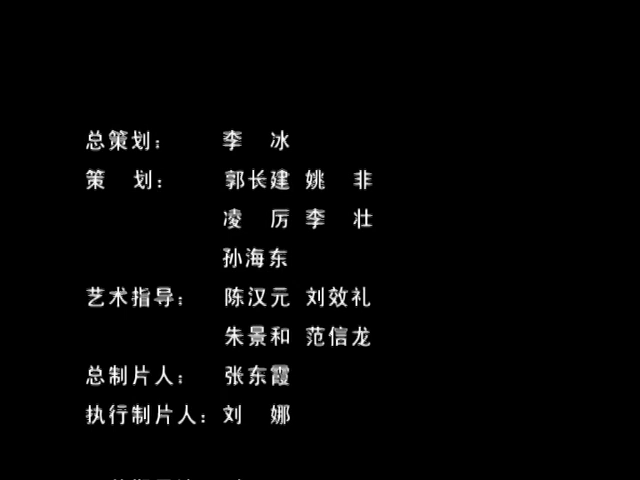 总策划： 李 冰
策 划： 郭长建 姚 非
凌 厉 李 壮
孙海东
艺术指导： 陈汉元 刘效礼
朱景和 范信龙
总制片人： 张东霞
执行制片人：刘 娜